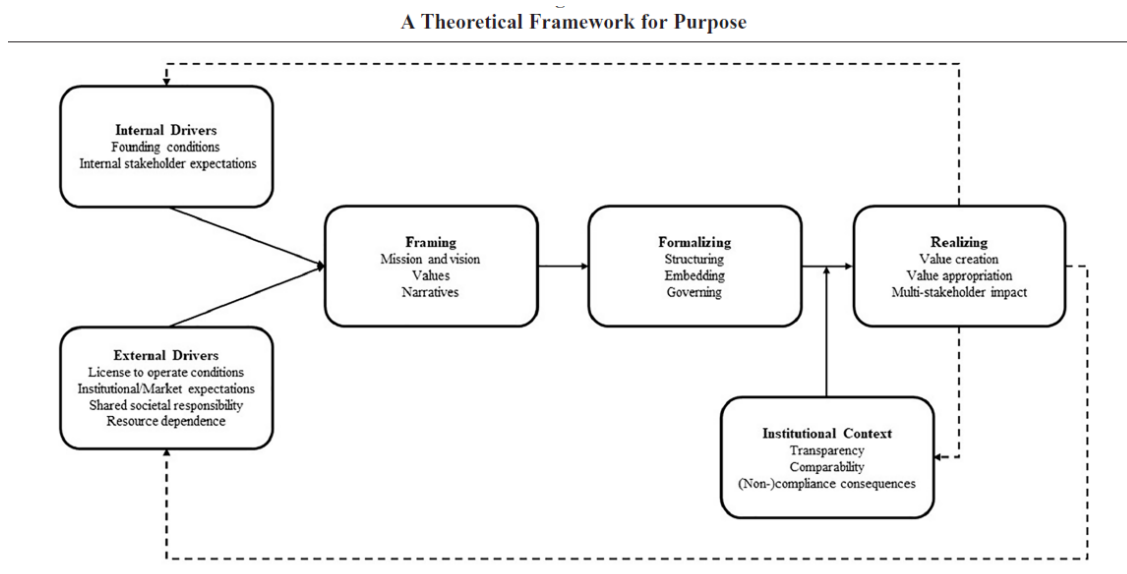 A Theoretical Framework for Purpose
Internal Drivers
Founding conditions
Internal stakeholder expectations
Framing
Mission and vision
Values
Narratives
Formalizing
Structuring
Embedding
Governing
Realizing
Value creation
Value appropriation
Multi-stakeholder impact
External Drivers
License to operate conditions
Institutional/Market expectations
Shared societal responsibility
Resource dependence
Institutional Context
Transparency
Comparability
(Non-)compliance consequences